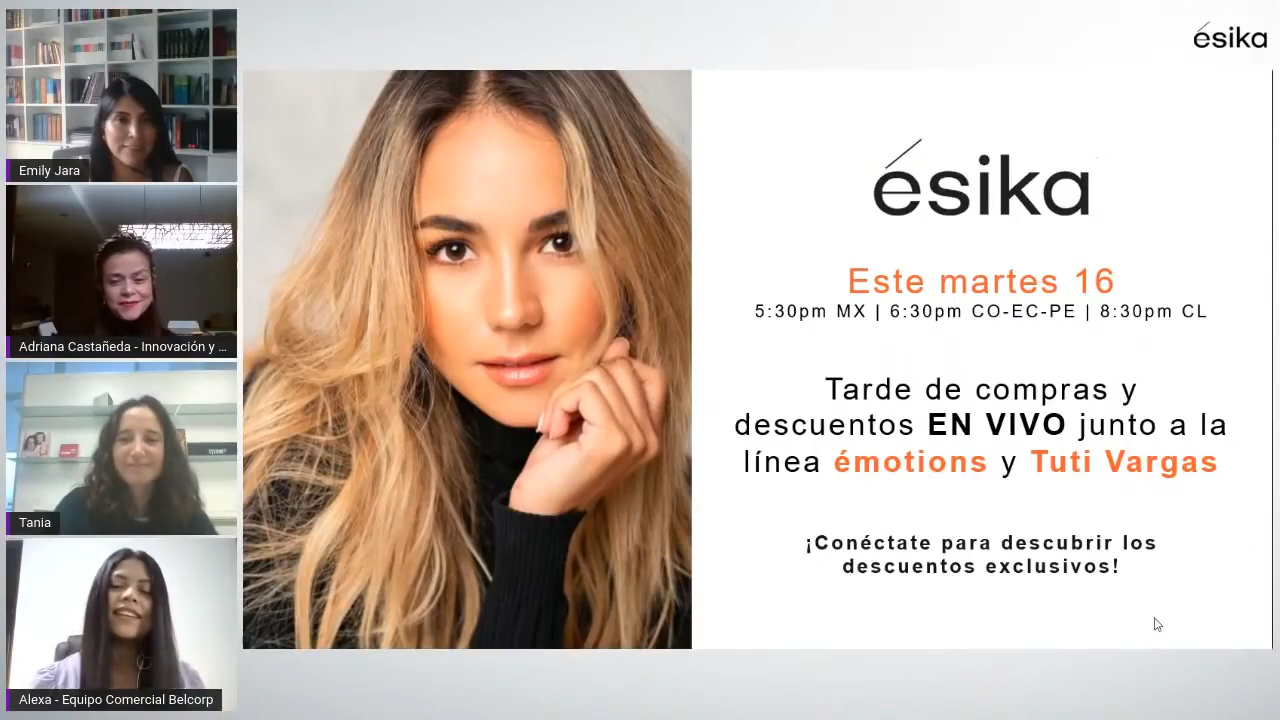 ésika
Emily Jara
Adriana Castañeda - Innovación y ...
Tania
Alexa - Equipo Comercial Belcorp
ésika
Este martes 16
5:30pm MX | 6:30pm CO-EC-PE | 8:30pm CL
Tarde de compras y
descuentos EN VIVO junto a la
línea émotions y Tuti Vargas
¡Conéctate para descubrir los
descuentos exclusivos!